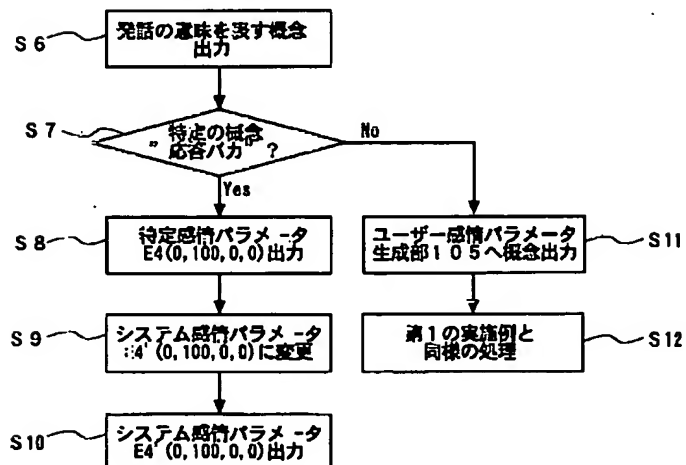 S6
発話の意味を表す概念
出力
S7
特定の概念
"応答バカ"?
No
Yes
S8
特定感情パラメータ
E4(0,100,0,0)出力
S11
ユーザー感情パラメータ
生成部105へ概念出力
S9
システム感情パラメータ
E4'(0,100,0,0)に変更
S12
第1の実施例と
同様の処理
S10
システム感情パラメータ
E4'(0,100,0,0)出力